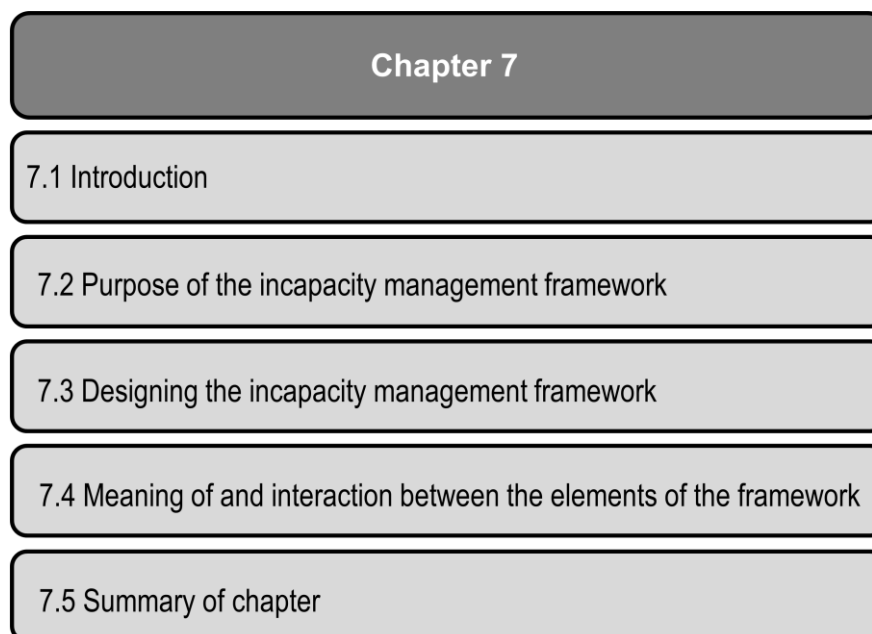 Chapter 7
7.1 Introduction
7.2 Purpose of the incapacity management framework
7.3 Designing the incapacity management framework
7.4 Meaning of and interaction between the elements of the framework
7.5 Summary of chapter